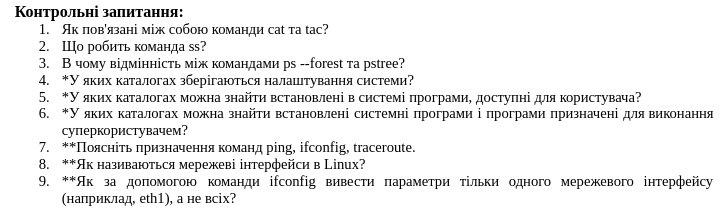 Контрольні запитання:
1. Як пов'язані між собою команди cat та tac?
2. Що робить команда ss?
3. В чому відмінність між командами ps --forest та pstree?
4. *У яких каталогах зберігаються налаштування системи?
5. *У яких каталогах можна знайти встановлені в системі програми, доступні для користувача?
6. *У яких каталогах можна знайти встановлені системні програми і програми призначені для виконання
суперкористувачем?
7. **Поясніть призначення команд ping, ifconfig, traceroute.
8. **Як називаються мережеві інтерфейси в Linux?
9. **Як за допомогою команди ifconfig вивести параметри тільки одного мережевого інтерфейсу
(наприклад, eth1), а не всіх?